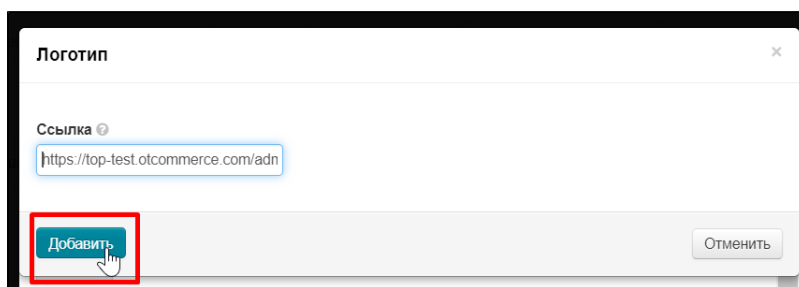 Логотип
×
Ссылка
https://top-test.otcommerce.com/adn
Добавить
Отменить